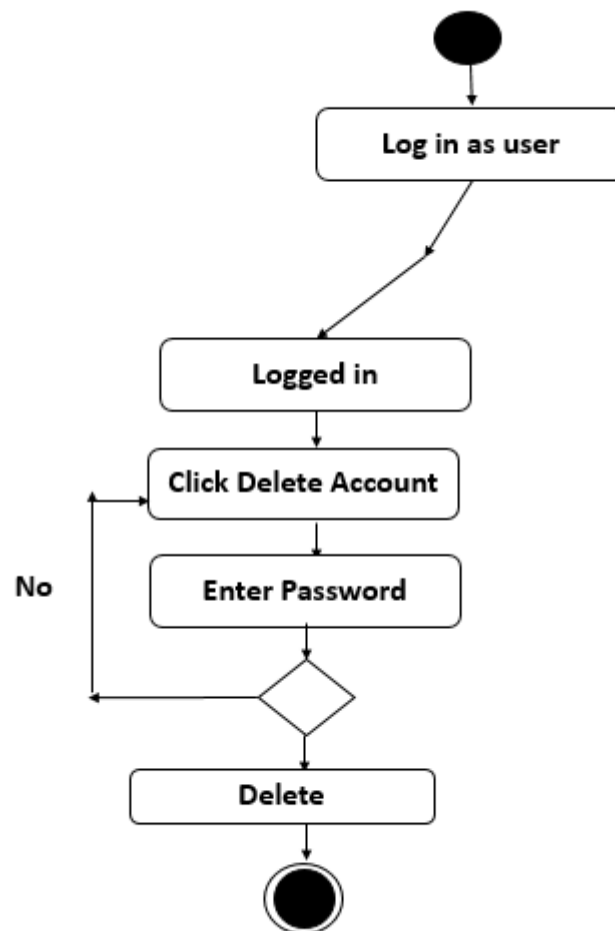 Log in as user
Logged in
Click Delete Account
Enter Password
No
Delete